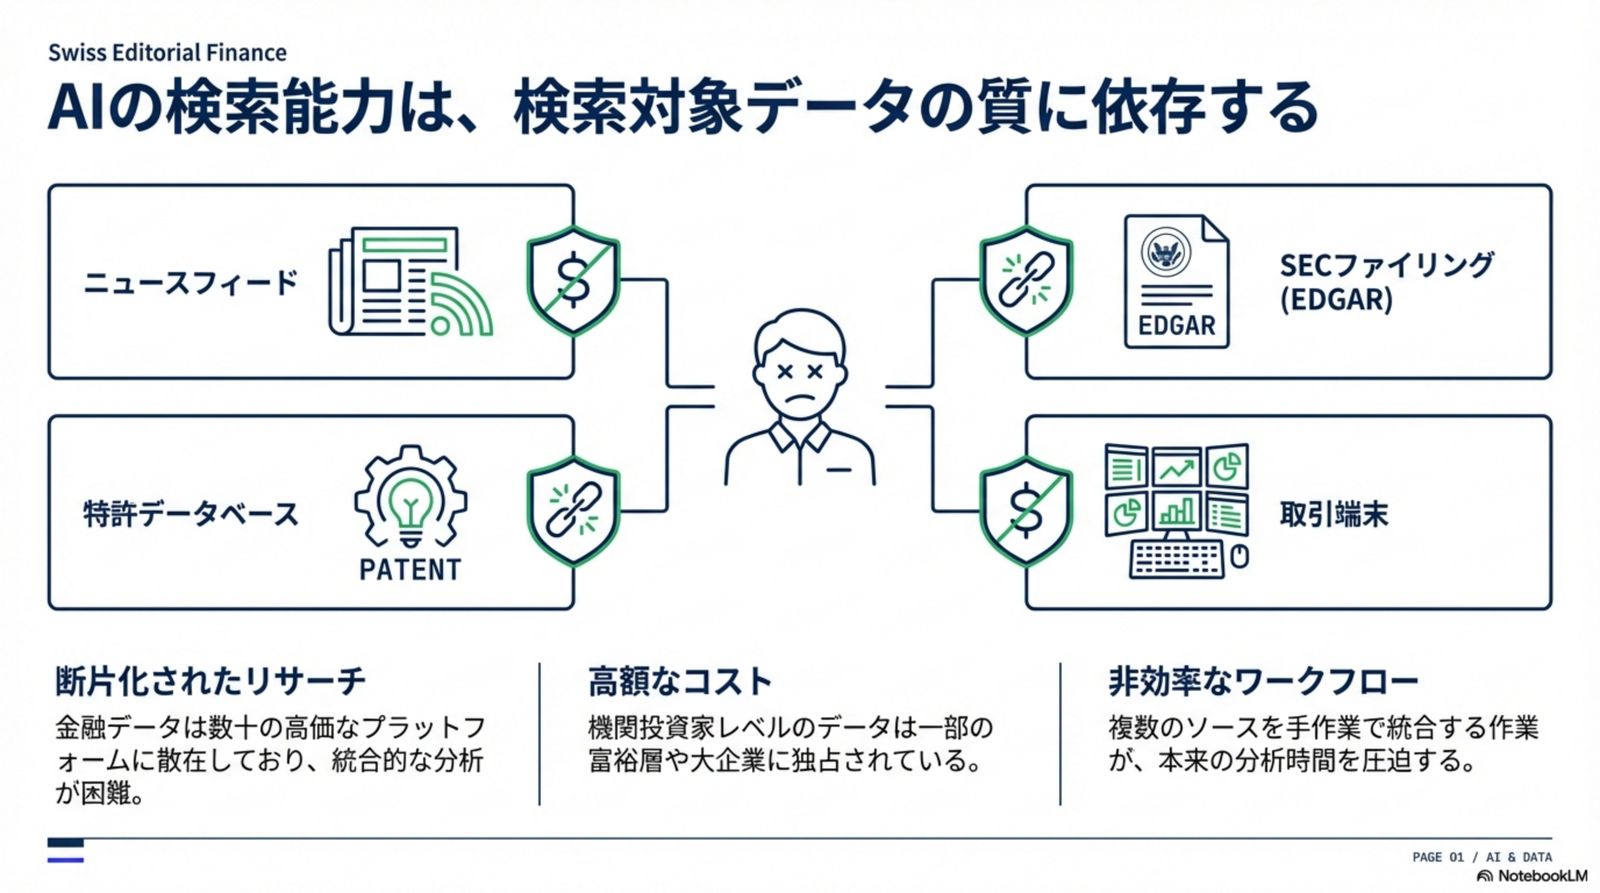 Swiss Editorial Finance
AIの検索能力は、検索対象データの質に依存する
ニュースフィード
SECファイリング
(EDGAR)
EDGAR
特許データベース
PATENT
取引端末
断片化されたリサーチ
金融データは数十の高価なプラットフ
ォームに散在しており、統合的な分析
が困難。
高額なコスト
機関投資家レベルのデータは一部の
富裕層や大企業に独占されている。
非効率なワークフロー
複数のソースを手作業で統合する作業
が、本来の分析時間を圧迫する。
PAGE 01 / AI & DATA
NotebookLM